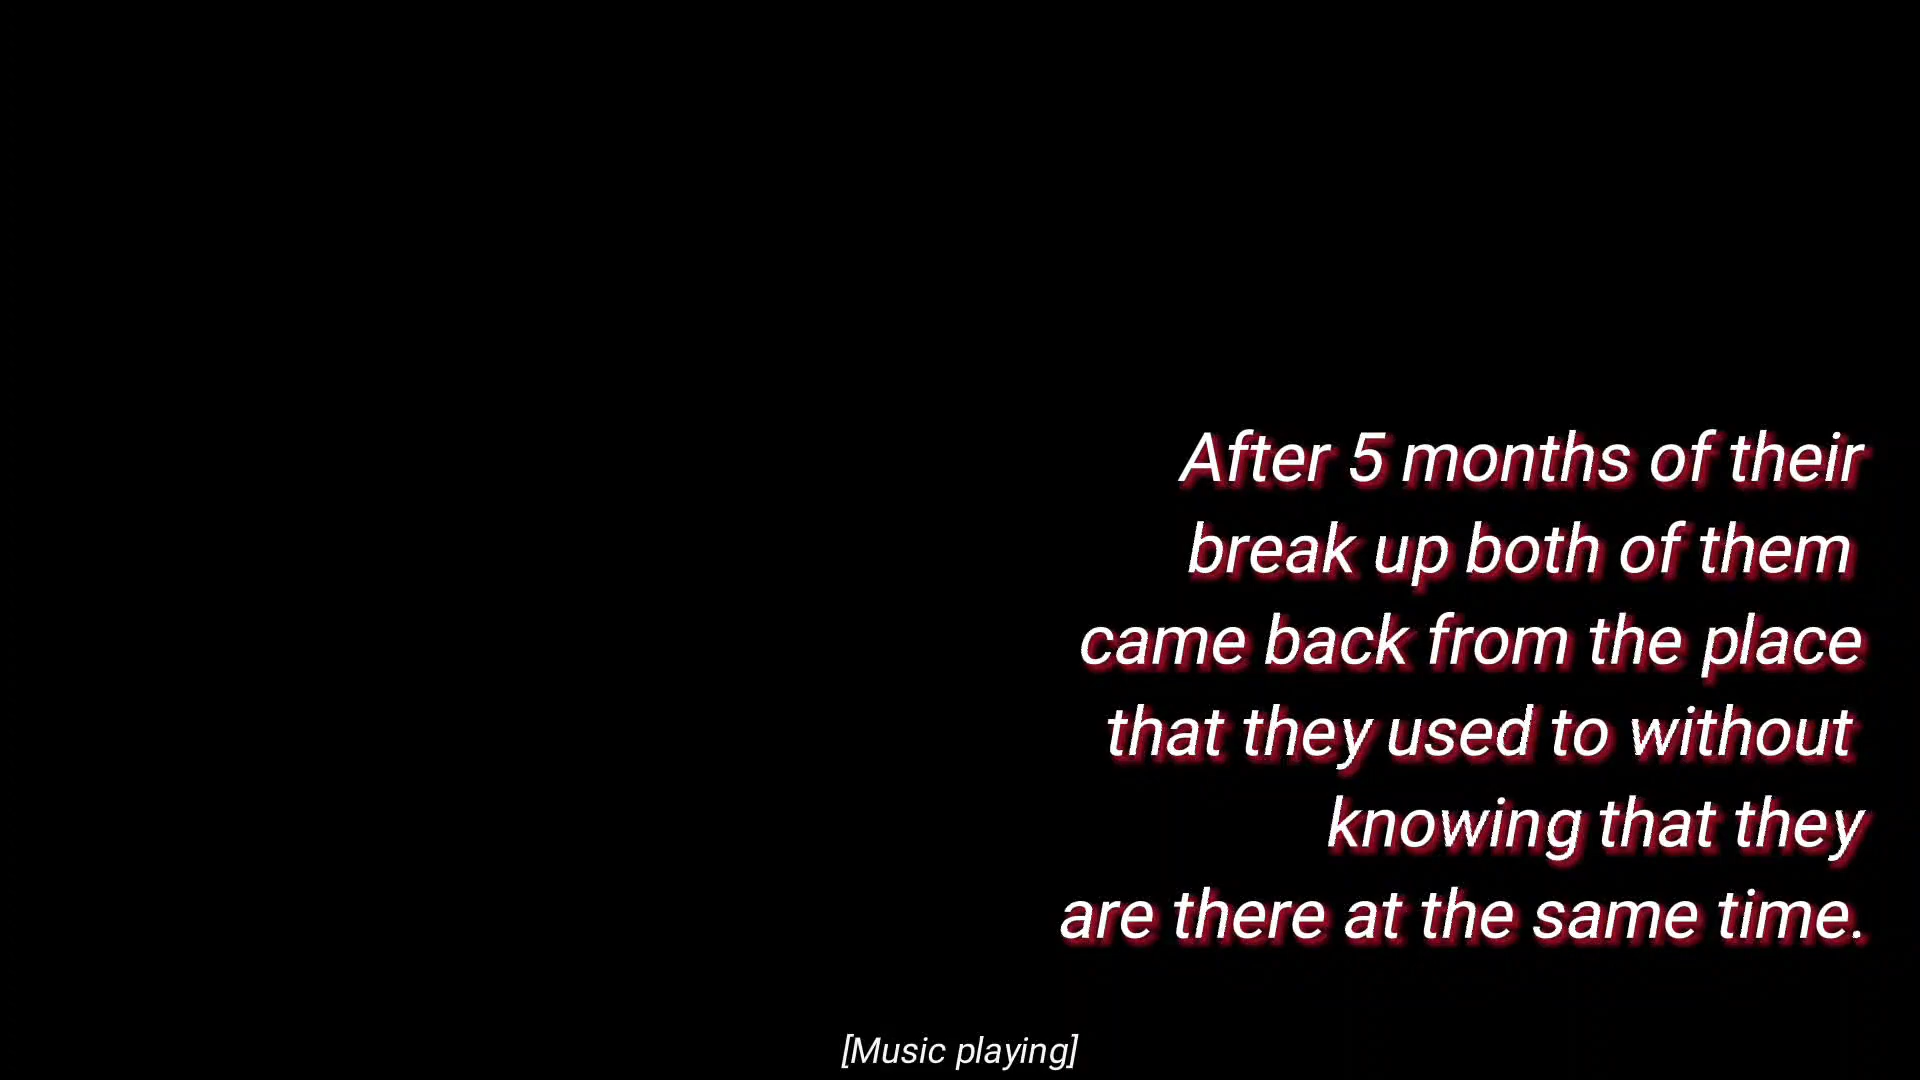 After 5 months of their
break up both of them
came back from the place
that they used to without
knowing that they
are there at the same time.
[Music playing]